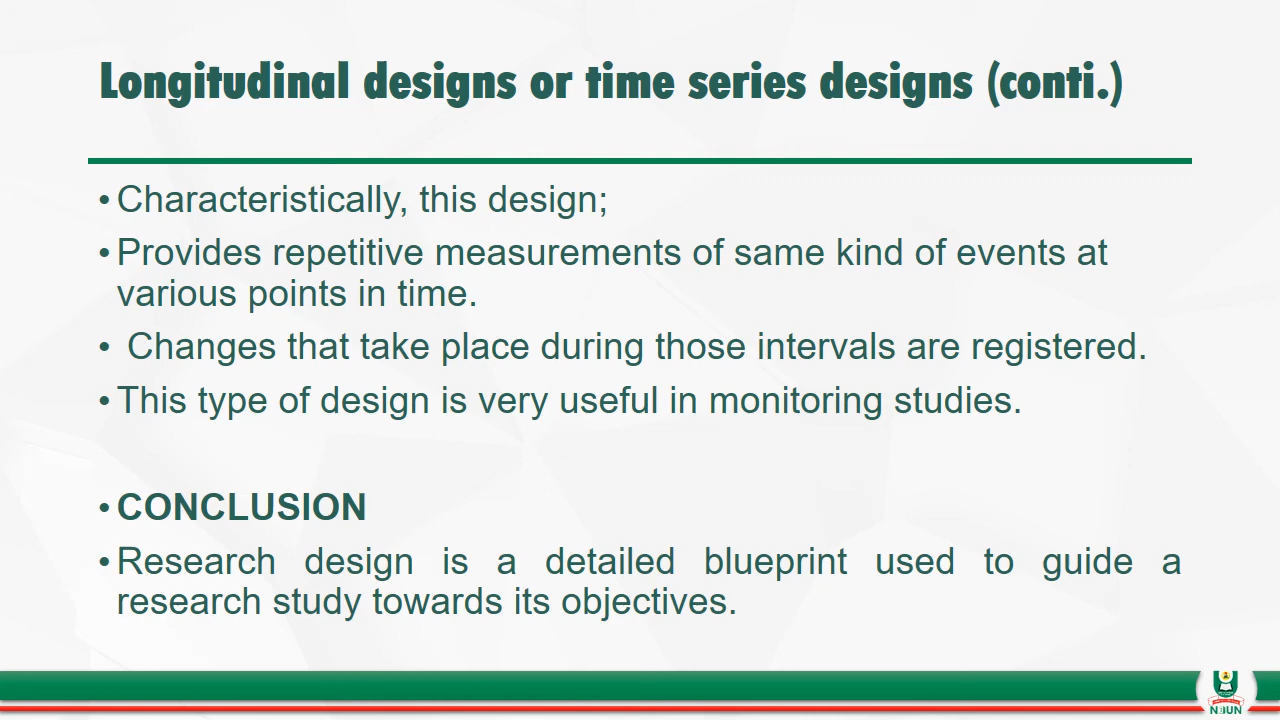 Longitudinal designs or time series designs (conti.)
• Characteristically, this design;
• Provides repetitive measurements of same kind of events at
various points in time.
• Changes that take place during those intervals are registered.
• This type of design is very useful in monitoring studies.
• CONCLUSION
• Research design is a detailed blueprint used to guide a
research study towards its objectives.